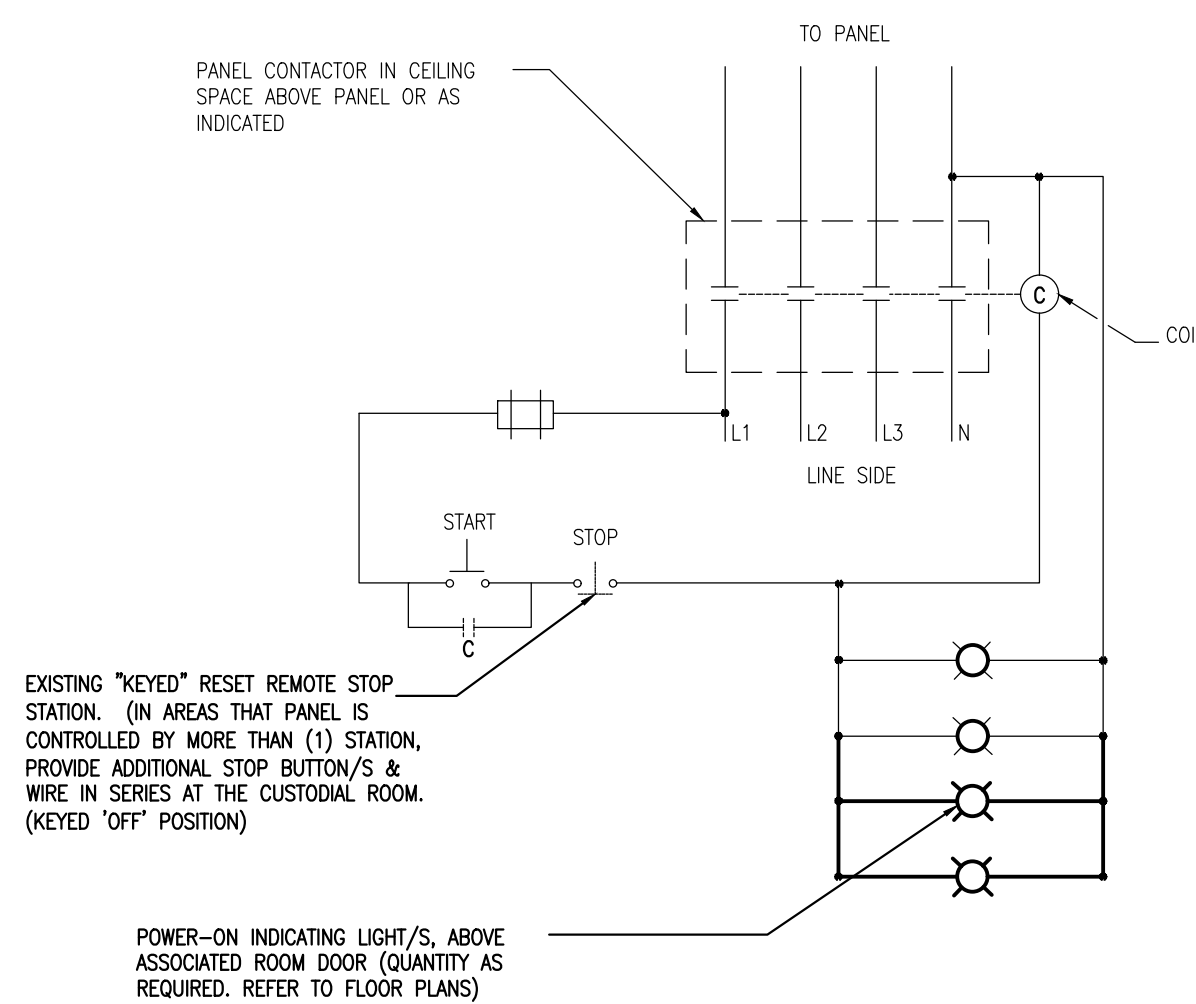 TO PANEL
PANEL CONTACTOR IN CEILING
SPACE ABOVE PANEL OR AS
INDICATED
C
L1 L2 L3 N
LINE SIDE
START
STOP
C
EXISTING "KEYED" RESET REMOTE STOP
STATION. (IN AREAS THAT PANEL IS
CONTROLLED BY MORE THAN (1) STATION,
PROVIDE ADDITIONAL STOP BUTTON/S &
WIRE IN SERIES AT THE CUSTODIAL ROOM.
(KEYED 'OFF' POSITION)
POWER-ON INDICATING LIGHT/S, ABOVE
ASSOCIATED ROOM DOOR (QUANTITY AS
REQUIRED. REFER TO FLOOR PLANS)